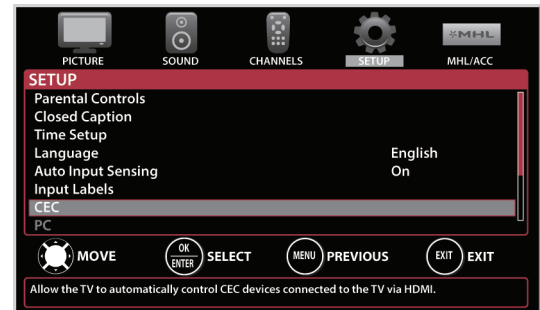 MHL
PICTURE SOUND CHANNELS SETUP MHL/ACC
SETUP
Parental Controls
Closed Caption
Time Setup
Language English
Auto Input Sensing On
Input Labels
CEC
PC
MOVE OK ENTER SELECT MENU PREVIOUS EXIT EXIT
Allow the TV to automatically control CEC devices connected to the TV via HDMI.